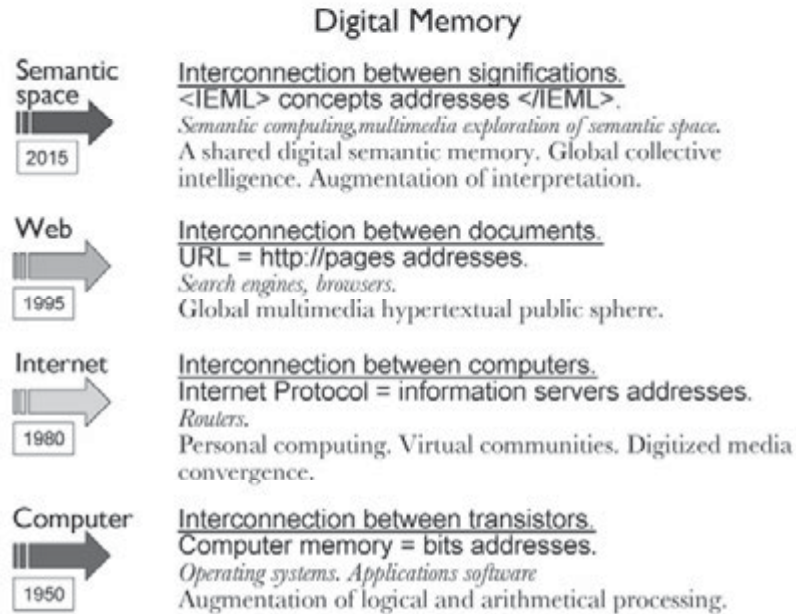 Digital Memory
Semantic
space
2015
Interconnection between significations.
<IEML> concepts addresses </IEML>.
Semantic computing,multimedia exploration of semantic space.
A shared digital semantic memory. Global collective
intelligence. Augmentation of interpretation.
Web
1995
Interconnection between documents.
URL = http://pages addresses.
Search engines, browsers.
Global multimedia hypertextual public sphere.
Internet
1980
Interconnection between computers.
Internet Protocol = information servers addresses.
Routers.
Personal computing. Virtual communities. Digitized media
convergence.
Computer
1950
Interconnection between transistors.
Computer memory = bits addresses.
Operating systems. Applications software
Augmentation of logical and arithmetical processing.